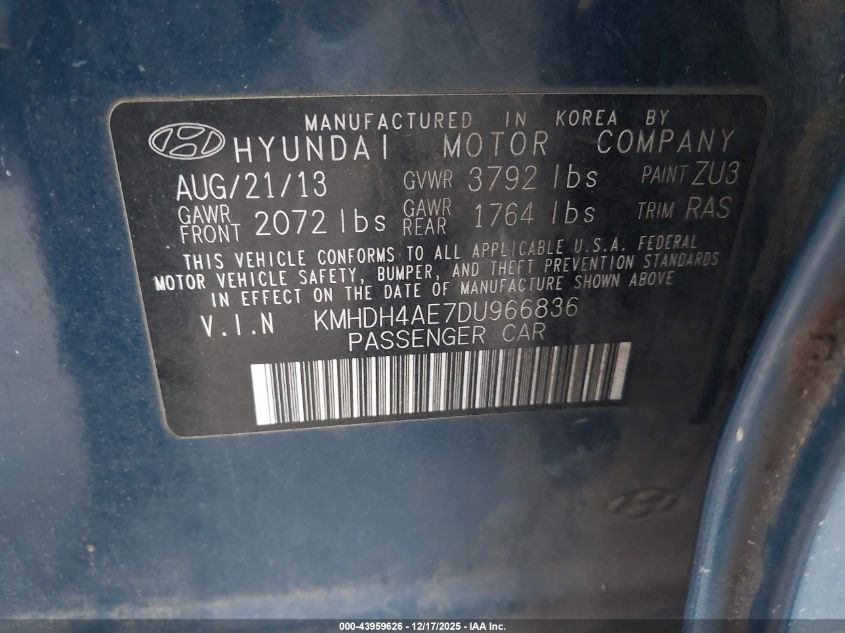 MANUFACTURED IN KOREA BY
HYUNDAI MOTOR COMPANY
AUG/21/13 GVWR 3792 lbs PAINT ZU3
GAWR FRONT 2072 lbs GAWR REAR 1764 lbs TRIM RAS
THIS VEHICLE CONFORMS TO ALL APPLICABLE U.S.A. FEDERAL
MOTOR VEHICLE SAFETY, BUMPER, AND THEFT PREVENTION STANDARDS
IN EFFECT ON THE DATE OF MANUFACTURE SHOWN ABOVE
V.I.N KMHDH4AE7DU966836
PASSENGER CAR
000-43959626 - 12/17/2025 - IAA Inc.